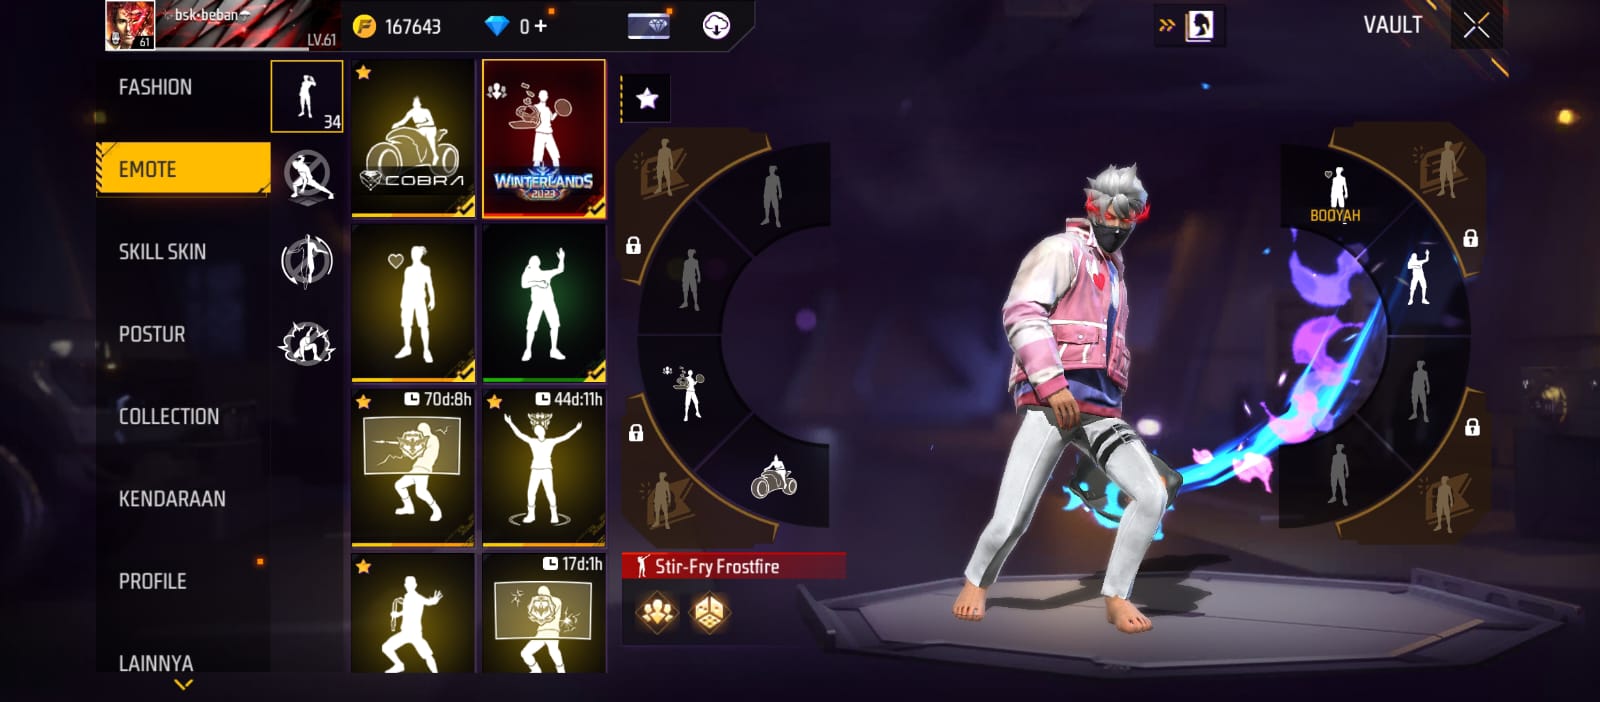 bsk•beban
61
LV.61
167643
0 +
VAULT
FASHION
EMOTE
SKILL SKIN
POSTUR
COLLECTION
KENDARAAN
PROFILE
LAINNYA
34
COBRA
WINTERLANDS
2023
70d:8h
44d:11h
17d:1h
BOOYAH
Stir-Fry Frostfire